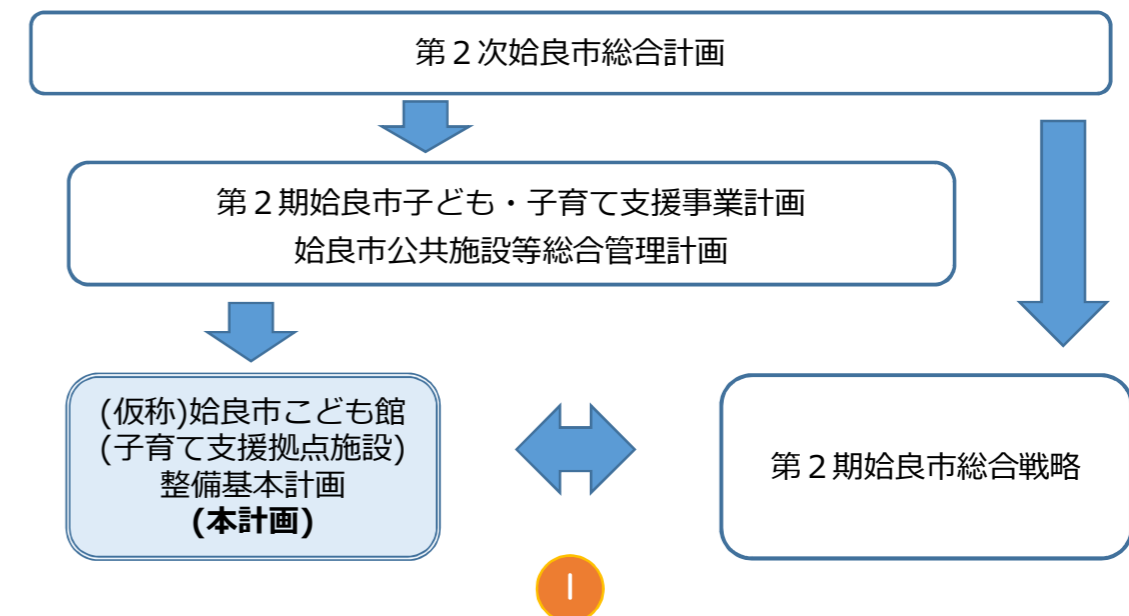 第２次姶良市総合計画
第２期姶良市子ども・子育て支援事業計画
姶良市公共施設等総合管理計画
(仮称)姶良市こども館
(子育て支援拠点施設)
整備基本計画
(本計画)
第２期姶良市総合戦略
1